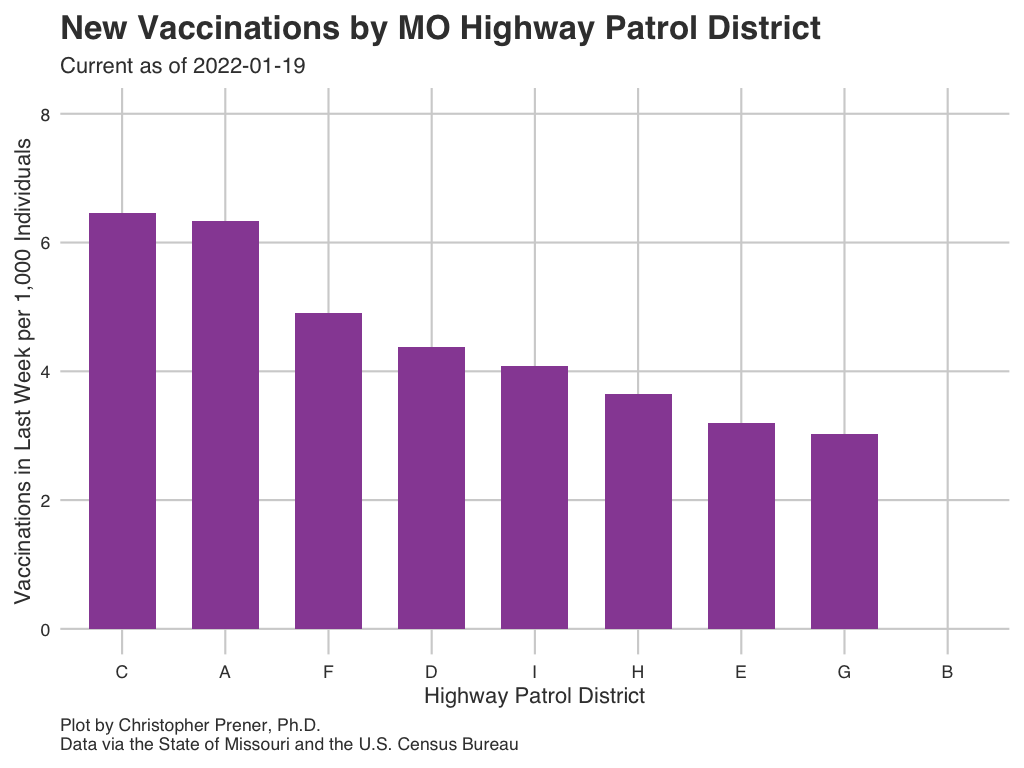 New Vaccinations by MO Highway Patrol District
Current as of 2022-01-19
Vaccinations in Last Week per 1,000 Individuals
8
6
4
2
0
C A F D I H E G B
Highway Patrol District
Plot by Christopher Prener, Ph.D.
Data via the State of Missouri and the U.S. Census Bureau